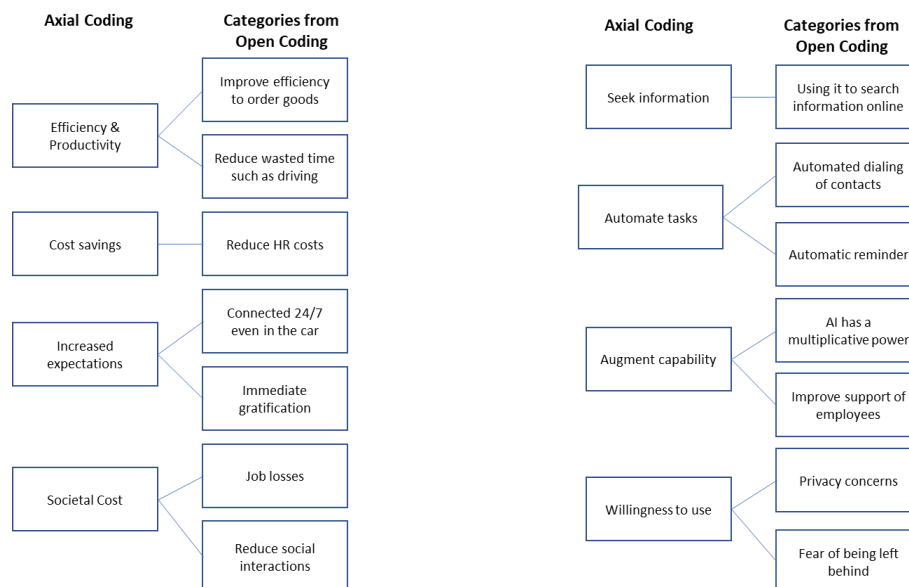 Axial Coding
Categories from
Open Coding
Improve efficiency
to order goods
Efficiency &
Productivity
Reduce wasted time
such as driving
Cost savings
Reduce HR costs
Connected 24/7
even in the car
Increased
expectations
Immediate
gratification
Job losses
Societal Cost
Reduce social
interactions
Axial Coding
Categories from
Open Coding
Seek information
Using it to search
information online
Automated dialing
of contacts
Automate tasks
Automatic reminder
AI has a
multiplicative power
Augment capability
Improve support of
employees
Privacy concerns
Willingness to use
Fear of being left
behind